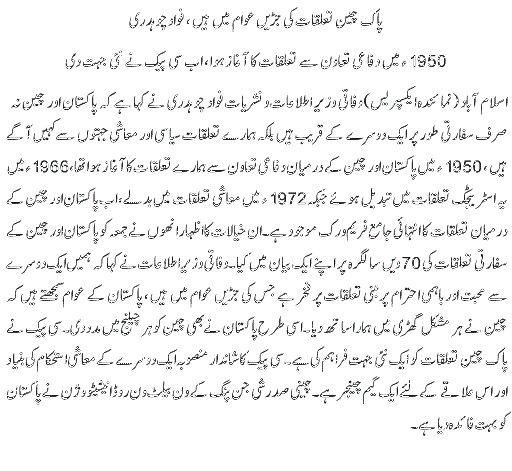 پاک چین تعلقات کی جڑیں عوام میں ہیں، فواد چوہدری
1950ء میں دفاعی تعاون سے تعلقات کا آغاز ہوا، اب سی پیک نے نئی جہت دی
اسلام آباد (نمائندہ ایکسپریس) وفاقی وزیر اطلاعات و نشریات فواد چوہدری نے کہا ہے کہ پاکستان اور چین نہ
صرف سفارتی طور پر ایک دوسرے کے قریب ہیں بلکہ ہمارے تعلقات سیاسی اور معاشی جہتوں سے کہیں آگے
ہیں، 1950ء میں پاکستان اور چین کے درمیان دفاعی تعاون سے ہمارے تعلقات کا آغاز ہوا تھا، 1966ء میں
یہ اسٹریٹجک تعلقات میں تبدیل ہوئے جبکہ 1972ء میں معاشی تعلقات میں بدلے، اب پاکستان اور چین کے
درمیان تعلقات کا انتہائی جامع فریم ورک موجود ہے۔ ان خیالات کا اظہار انھوں نے جمعہ کو پاکستان اور چین کے
سفارتی تعلقات کی 70 ویں سالگرہ پر اپنے ایک بیان میں کیا۔ وفاقی وزیر اطلاعات نے کہا کہ ہمیں ایک دوسرے
سے محبت اور باہمی احترام پر مبنی تعلقات پر فخر ہے جس کی جڑیں عوام میں ہیں، پاکستان کے عوام سمجھتے ہیں کہ
چین نے ہر مشکل گھڑی میں ہمارا ساتھ دیا۔ اسی طرح پاکستان نے بھی چین کو ہر چیلنج میں مدد دی۔ سی پیک نے
پاک چین تعلقات کو ایک نئی جہت فراہم کی ہے۔ سی پیک کا شاندار منصوبہ ایک دوسرے کے معاشی استحکام کی بنیاد
اور اس علاقے کے لئے ایک گیم چینجر ہے۔ چینی صدر شی جن پنگ کے ون بیلٹ ون روڈ انیشیٹو وژن نے پاکستان
کو بہت فائدہ دیا ہے۔